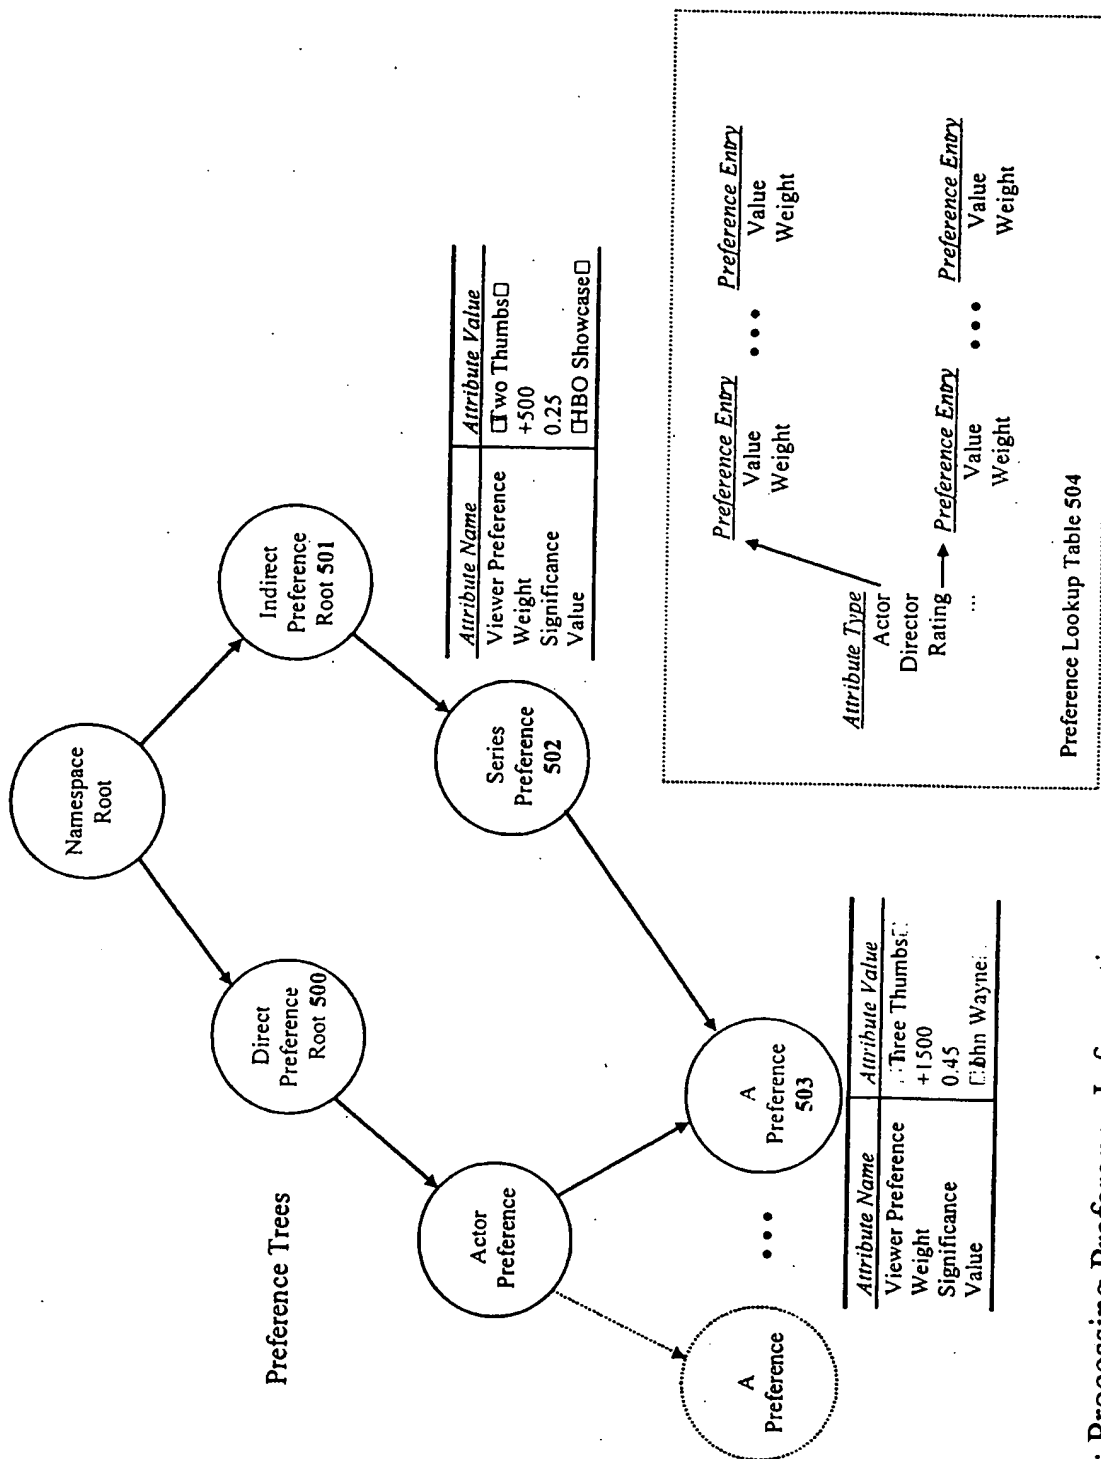 Preference Trees
Namespace
Root
Direct
Preference
Root 500
Indirect
Preference
Root 501
Actor
Preference
Series
Preference
502
A
Preference
• • •
A
Preference
503
Attribute Name Attribute Value
Viewer Preference Two Thumbs
Weight +500
Significance 0.25
Value HBO Showcase
Attribute Name Attribute Value
Viewer Preference Three Thumbs
Weight +1500
Significance 0.45
Value John Wayne
Attribute Type
Actor
Director
Rating
...
Preference Entry • • • Preference Entry
Value Value
Weight Weight
Preference Entry • • • Preference Entry
Value Value
Weight Weight
Preference Lookup Table 504
: Processing Preference